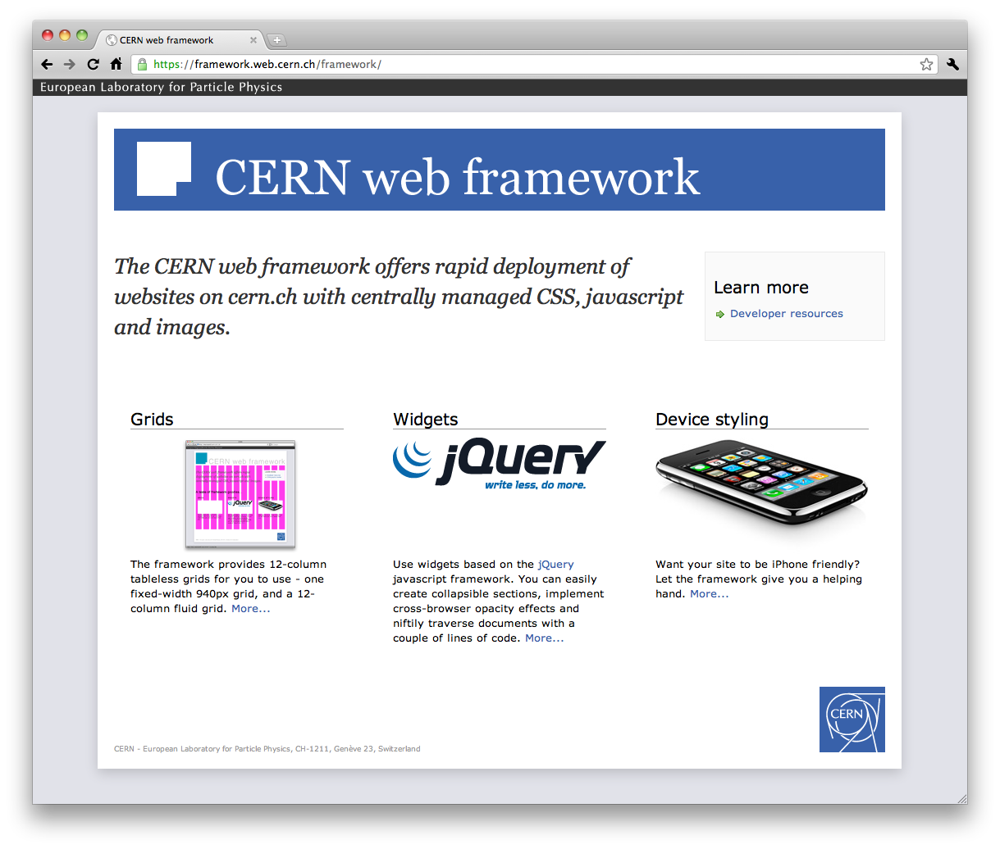 CERN web framework
https://framework.web.cern.ch/framework/
European Laboratory for Particle Physics
CERN web framework
The CERN web framework offers rapid deployment of
websites on cern.ch with centrally managed CSS, javascript
and images.
Learn more
Developer resources
Grids
CERN web framework
jQuery
The framework provides 12-column
tableless grids for you to use - one
fixed-width 940px grid, and a 12-
column fluid grid. More...
Widgets
jQuery
write less, do more.
Use widgets based on the jQuery
javascript framework. You can easily
create collapsible sections, implement
cross-browser opacity effects and
niftily traverse documents with a
couple of lines of code. More...
Device styling
Want your site to be iPhone friendly?
Let the framework give you a helping
hand. More...
CERN
CERN - European Laboratory for Particle Physics, CH-1211, Genève 23, Switzerland